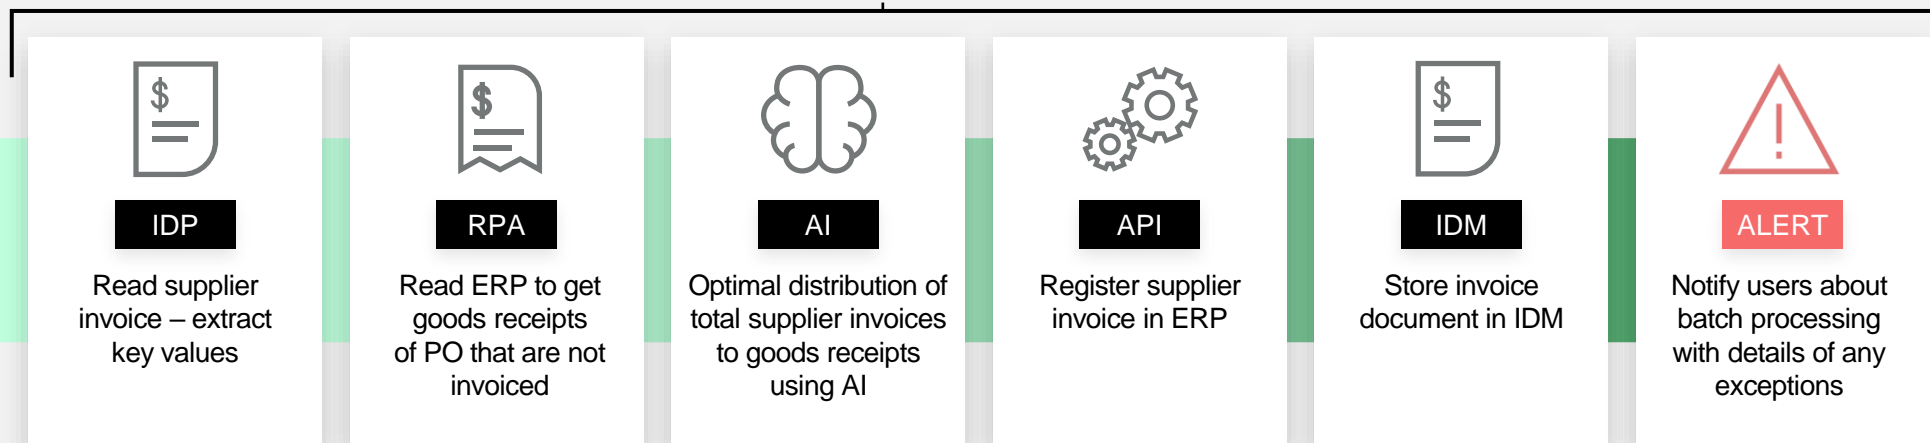 $
IDP
Read supplier
invoice – extract
key values
$
RPA
Read ERP to get
goods receipts
of PO that are not
invoiced
AI
Optimal distribution of
total supplier invoices
to goods receipts
using AI
API
Register supplier
invoice in ERP
$
IDM
Store invoice
document in IDM
!
ALERT
Notify users about
batch processing
with details of any
exceptions